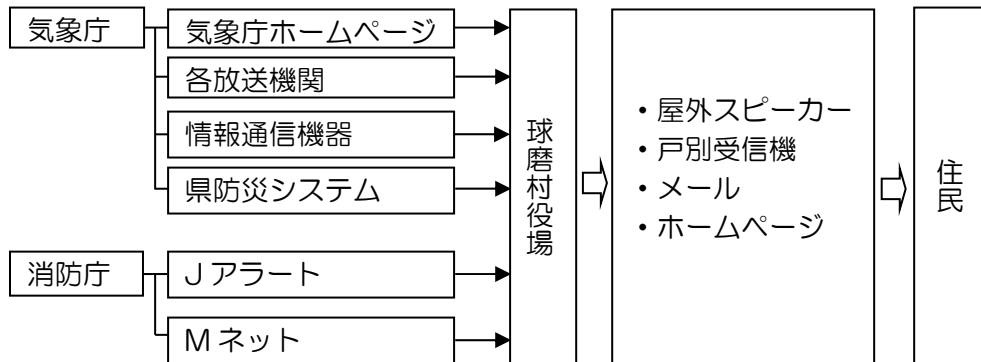 気象庁
気象庁ホームページ
各放送機関
情報通信機器
県防災システム
消防庁
Jアラート
Mネット
球磨村役場
・屋外スピーカー
・戸別受信機
・メール
・ホームページ
住民